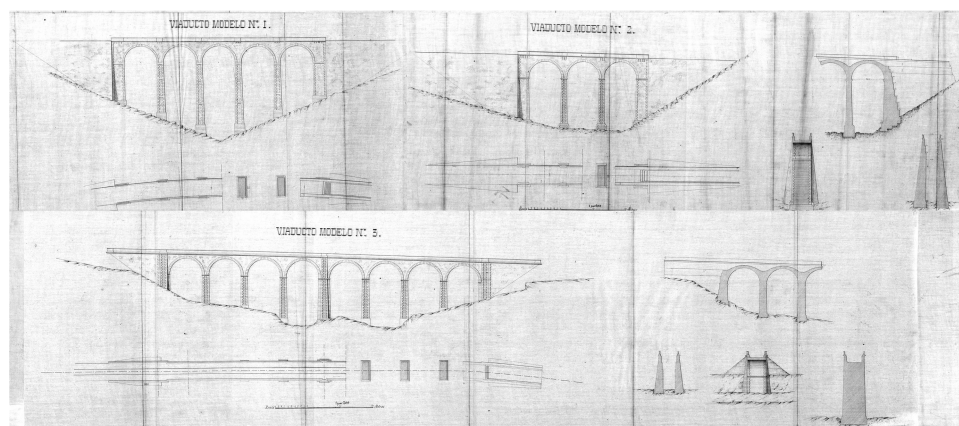 VIADUCTO MODELO Nº 1.
VIADUCTO MODELO Nº 2.
VIADUCTO MODELO Nº 3.